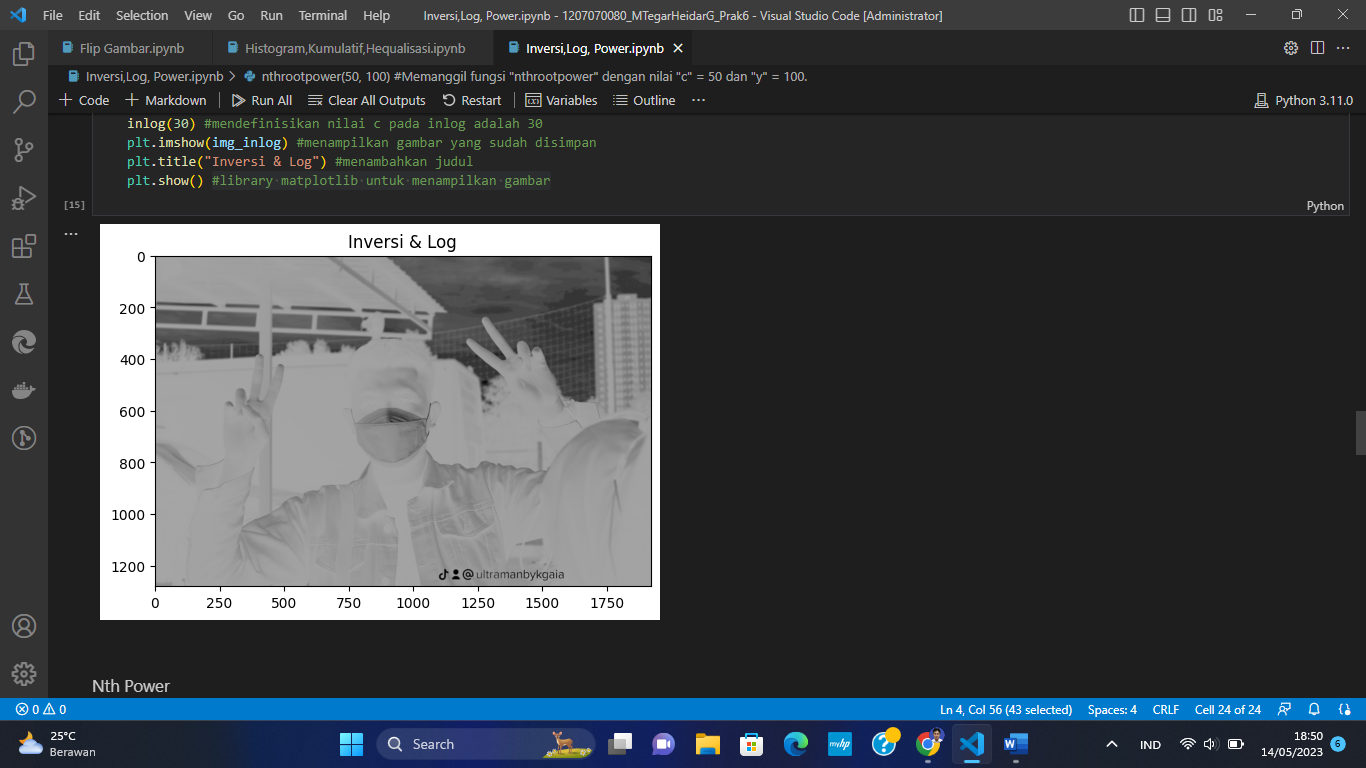 File Edit Selection View Go Run Terminal Help
Inversi,Log, Power.ipynb - 1207070080_MTegarHeidarG_Prak6 - Visual Studio Code [Administrator]
Flip Gambar.ipynb
Histogram,Kumulatif,Hequalisasi.ipynb
Inversi,Log, Power.ipynb
Inversi,Log, Power.ipynb > nthrootpower(50, 100) #Memanggil fungsi "nthrootpower" dengan nilai "c" = 50 dan "y" = 100.
+ Code + Markdown | Run All Clear All Outputs Restart | Variables Outline ···
Python 3.11.0
inlog(30) #mendefinisikan nilai c pada inlog adalah 30
plt.imshow(img_inlog) #menampilkan gambar yang sudah disimpan
plt.title("Inversi & Log") #menambahkan judul
plt.show() #library matplotlib untuk menampilkan gambar
[15]
Python
Inversi & Log
0
200
400
600
800
1000
1200
@ ultramanbykgaia
0 250 500 750 1000 1250 1500 1750
Nth Power
0 0
Ln 4, Col 56 (43 selected) Spaces: 4 CRLF Cell 24 of 24
25°C
Berawan
Search
myhp
IND
18:50
14/05/2023
6